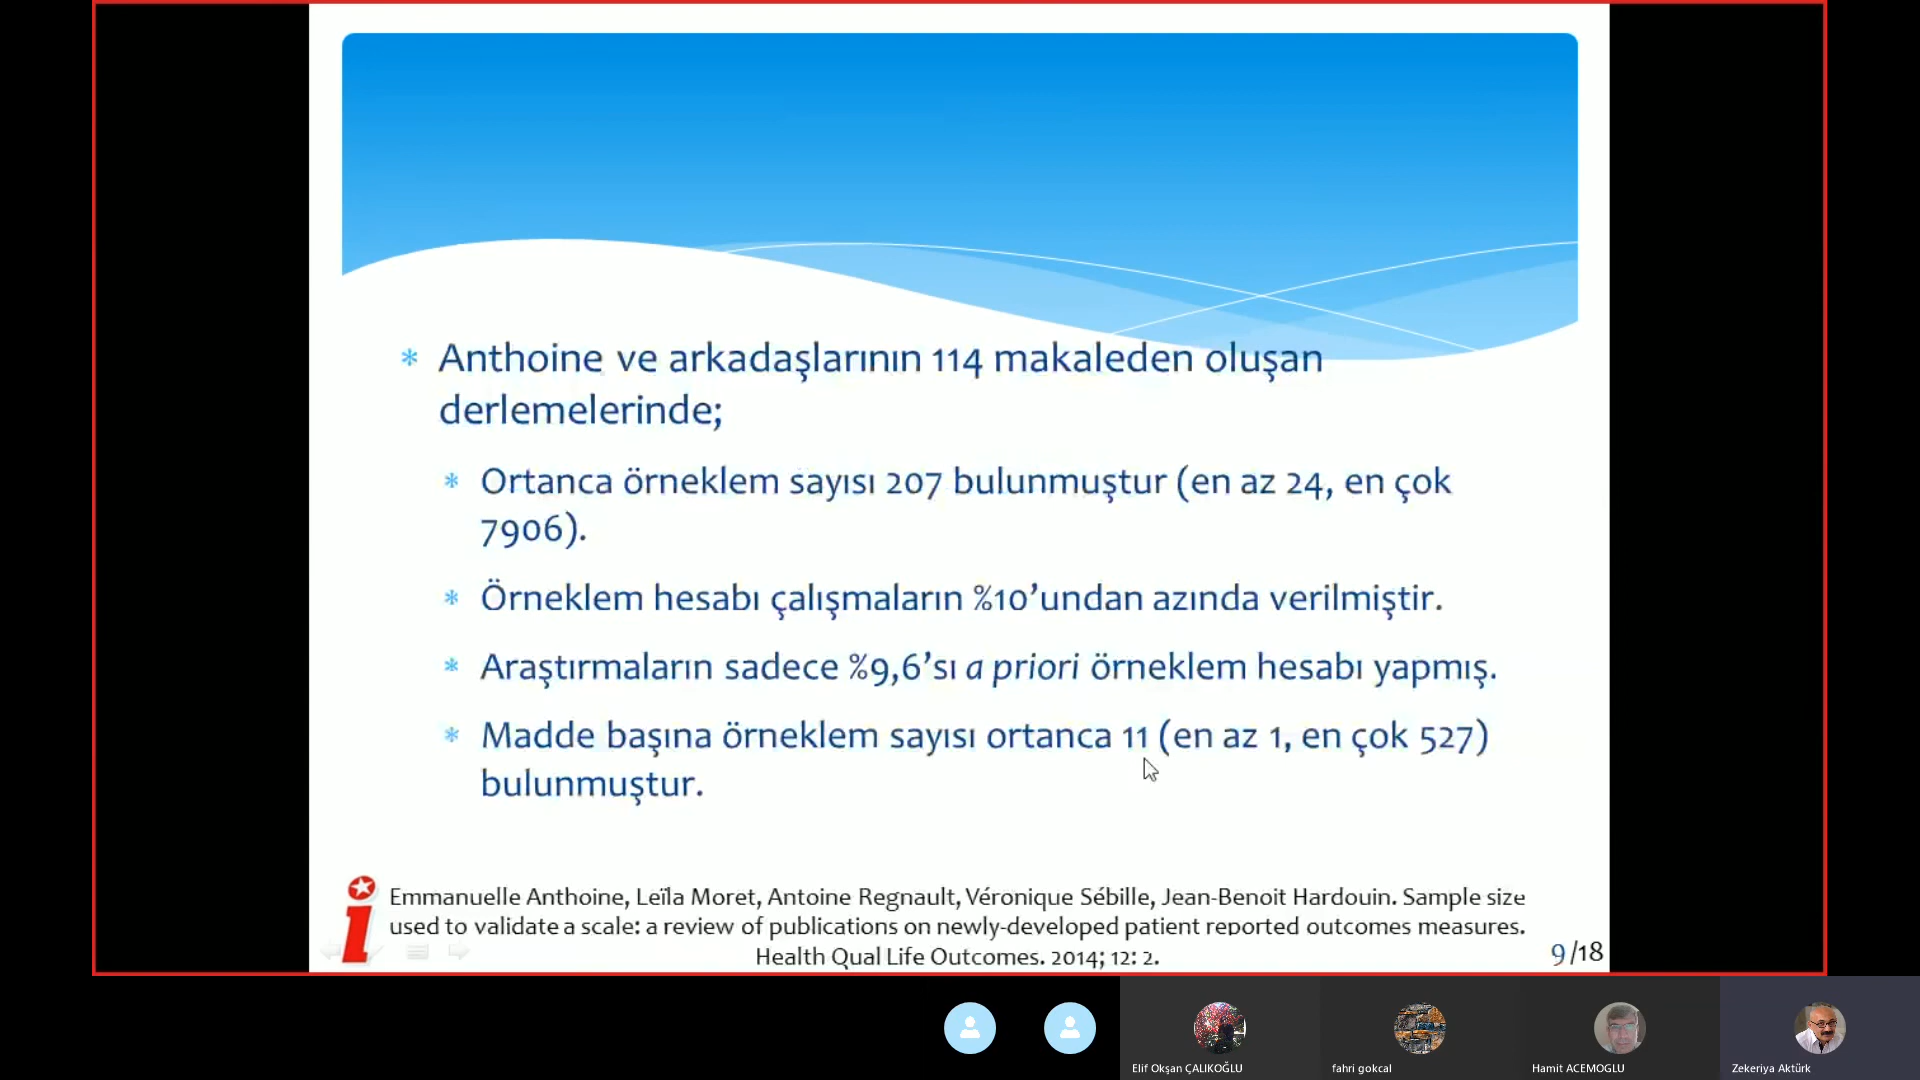 Anthoine ve arkadaşlarının 114 makaleden oluşan
derlemelerinde;
Ortanca örneklem sayısı 207 bulunmuştur (en az 24, en çok
7906).
Örneklem hesabı çalışmaların %10’undan azında verilmiştir.
Araştırmaların sadece %9,6’sı a priori örneklem hesabı yapmış.
Madde başına örneklem sayısı ortanca 11 (en az 1, en çok 527)
bulunmuştur.
Emmanuelle Anthoine, Leïla Moret, Antoine Regnault, Véronique Sébille, Jean-Benoit Hardouin. Sample size
used to validate a scale: a review of publications on newly-developed patient reported outcomes measures.
Health Qual Life Outcomes. 2014; 12: 2.
9/18
Elif Okşan ÇALIKOĞLU
fahri gokcal
Hamit ACEMOGLU
Zekeriya Aktürk